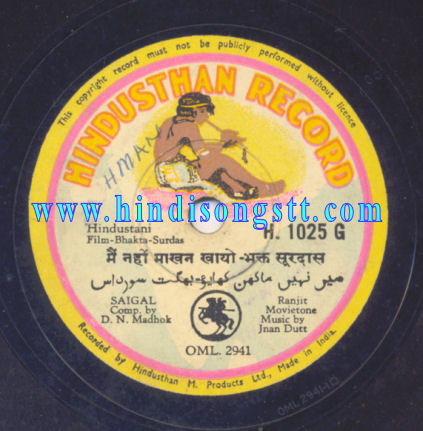 This copyright record must not be publicly performed without licence
HINDUSTHAN RECORD
HMAN
www.hindisongstt.com
Hindustani
Film-Bhakta-Surdas
H. 1025 G
मैं नहीं माखन खायो-भक्त सूरदास
میں نہیں ماکھن کھایو-بھگت سورداس
SAIGAL
Comp. by
D. N. Madhok
Ranjit
Movietone
Music by
Jnan Dutt
OML. 2941
Recorded by Hindusthan M. Products Ltd., Made in India.